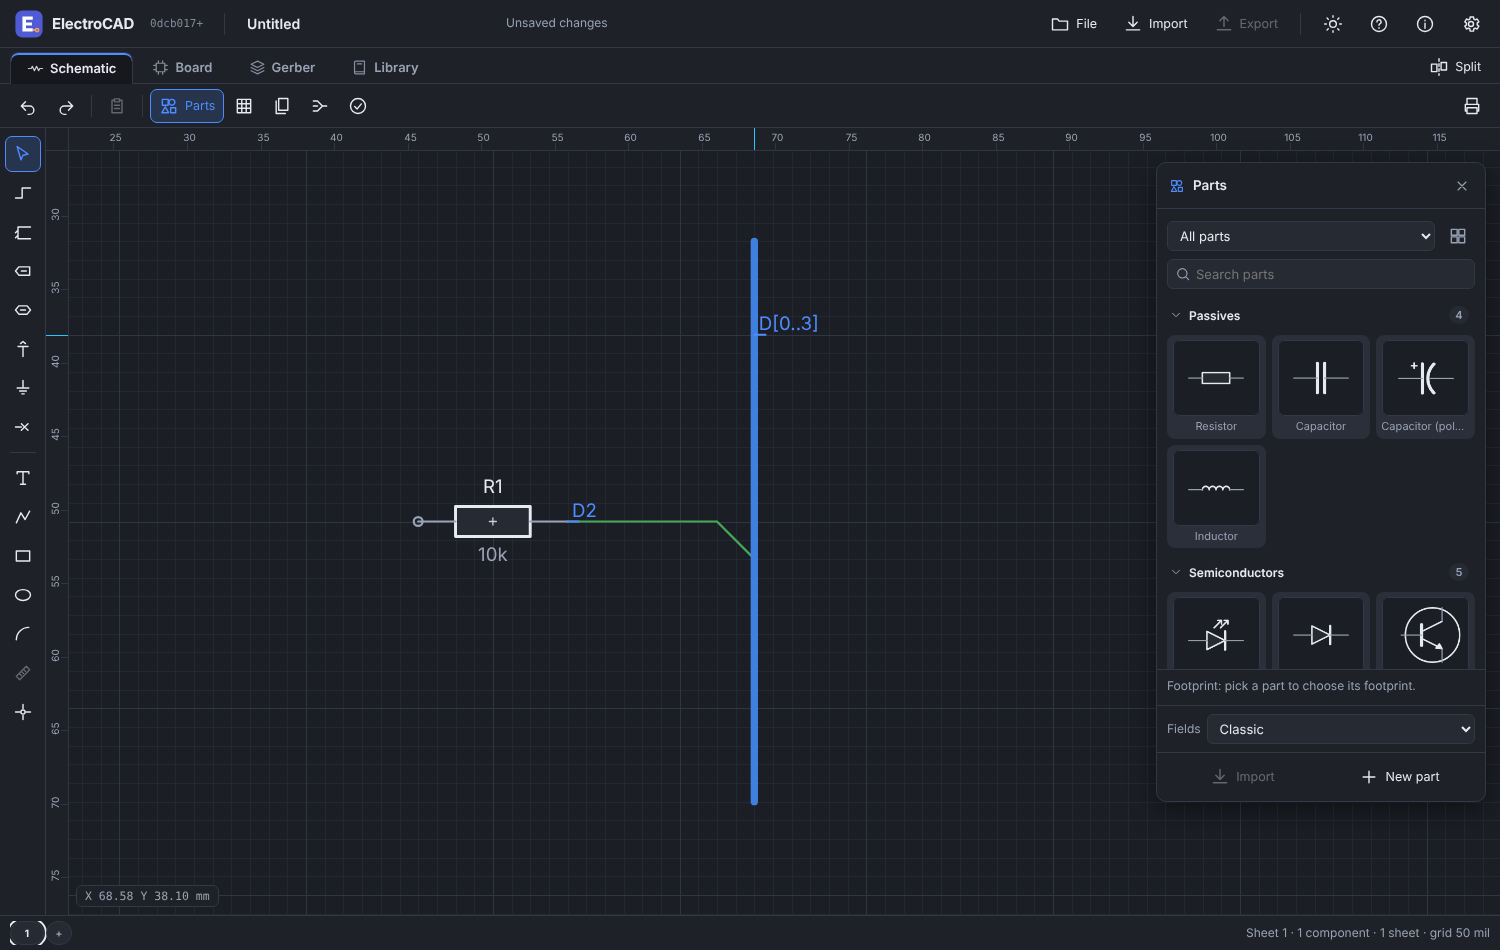 E. ElectroCAD 0dcb017+ Untitled Unsaved changes File Import Export
Schematic Board Gerber Library Split
Parts
25 30 35 40 45 50 55 60 65 70 75 80 85 90 95 100 105 110 115
30
35
40
45
50
55
60
65
70
75
D[0..3]
R1
D2
10k
X 68.58 Y 38.10 mm
Parts
All parts
Search parts
Passives 4
Resistor Capacitor Capacitor (pol...
Inductor
Semiconductors 5
Footprint: pick a part to choose its footprint.
Fields Classic
Import New part
1 + Sheet 1 · 1 component · 1 sheet · grid 50 mil